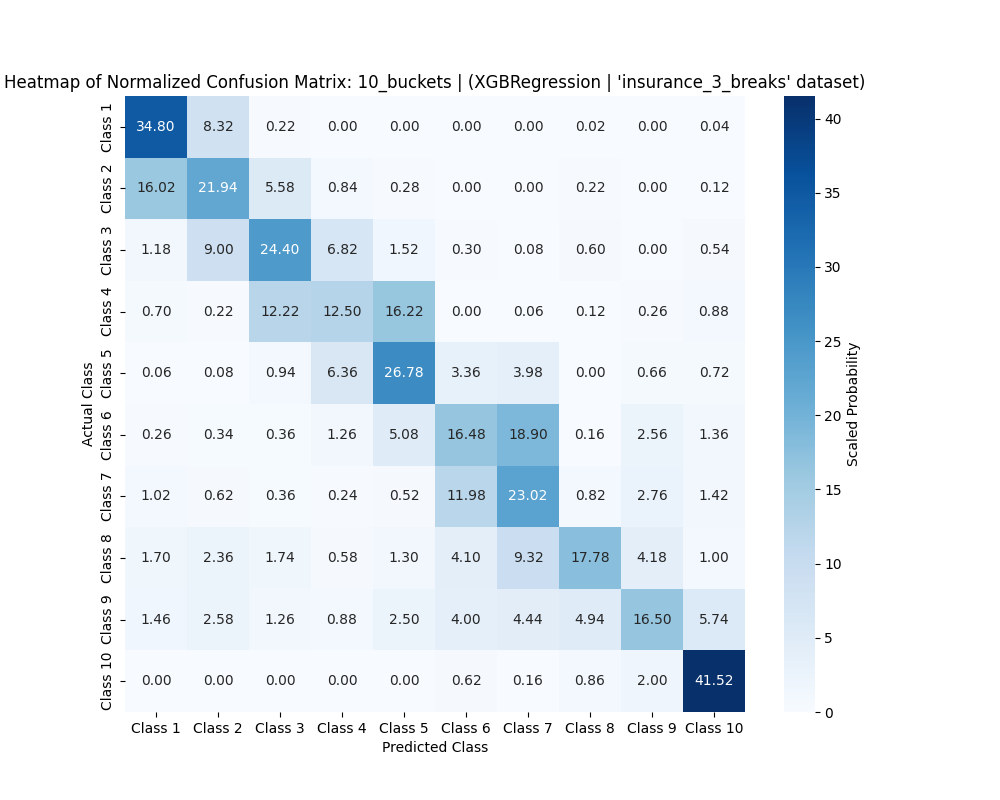 Heatmap of Normalized Confusion Matrix: 10_buckets | (XGBRegression | 'insurance_3_breaks' dataset)
Actual Class
Class 1 34.80 8.32 0.22 0.00 0.00 0.00 0.00 0.02 0.00 0.04
Class 2 16.02 21.94 5.58 0.84 0.28 0.00 0.00 0.22 0.00 0.12
Class 3 1.18 9.00 24.40 6.82 1.52 0.30 0.08 0.60 0.00 0.54
Class 4 0.70 0.22 12.22 12.50 16.22 0.00 0.06 0.12 0.26 0.88
Class 5 0.06 0.08 0.94 6.36 26.78 3.36 3.98 0.00 0.66 0.72
Class 6 0.26 0.34 0.36 1.26 5.08 16.48 18.90 0.16 2.56 1.36
Class 7 1.02 0.62 0.36 0.24 0.52 11.98 23.02 0.82 2.76 1.42
Class 8 1.70 2.36 1.74 0.58 1.30 4.10 9.32 17.78 4.18 1.00
Class 9 1.46 2.58 1.26 0.88 2.50 4.00 4.44 4.94 16.50 5.74
Class 10 0.00 0.00 0.00 0.00 0.00 0.62 0.16 0.86 2.00 41.52
Class 1 Class 2 Class 3 Class 4 Class 5 Class 6 Class 7 Class 8 Class 9 Class 10
Predicted Class
40
35
30
25
20
15
10
5
0
Scaled Probability